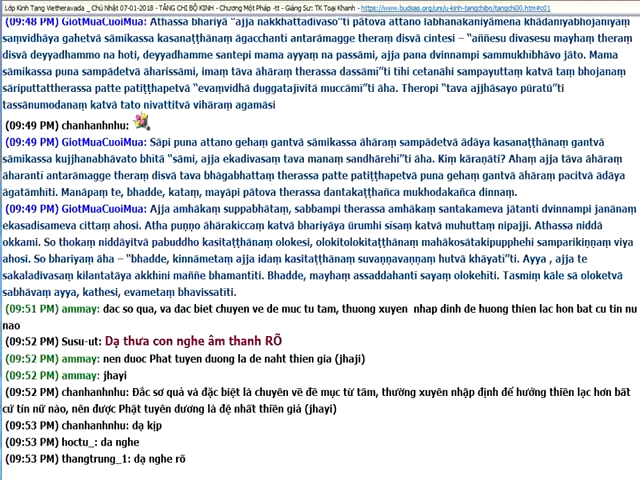 Lớp Kinh Tạng Vietheravada _ Chủ Nhật 07-01-2018 - TĂNG CHI BỘ KINH - Chương Một Pháp -tt - Giảng Sư: TK Toại Khanh - https://www.budsas.org/uni/u-kinh-tangchibo/tangchi00.htm#c01
(09:48 PM) GiotMuaCuoiMua: Athassa bhariyā “ajja nakkhattadivaso”ti pātova attano labhanakaniyāmena khādanīyabhojanīyaṃ
saṃvidhāya gahetvā sāmikassa kasanaṭṭhānaṃ āgacchanti antarāmagge theraṃ disvā cintesi – “aññesu divasesu mayhaṃ theraṃ
disvā deyyadhammo na hoti, deyyadhamme santepi mama ayyaṃ na passāmi, ajja pana dvinnampi sammukhībhāvo jāto. Mama
sāmikassa puna sampādetvā āharissāmi, imaṃ tāva āhāraṃ therassa dassāmī”ti tīhi cetanāhi sampayuttaṃ katvā taṃ bhojanaṃ
sāriputtattherassa patte patiṭṭhapetvā “evaṃvidhā duggatajīvitā muccāmī”ti āha. Theropi “tava ajjhāsayo pūratū”ti
tassānumodanaṃ katvā tato nivattitvā vihāraṃ agamāsi
(09:49 PM) chanhanhnhu:
(09:49 PM) GiotMuaCuoiMua: Sāpi puna attano gehaṃ gantvā sāmikassa āhāraṃ sampādetvā ādāya kasanaṭṭhānaṃ gantvā
sāmikassa kujjhanabhāvato bhītā “sāmi, ajja ekadivasaṃ tava manaṃ sandhārehī”ti āha. Kiṃ kāraṇāti? Ahaṃ ajja tāva āhāraṃ
āharantī antarāmagge theraṃ disvā tava bhāgabhattaṃ therassa patte patiṭṭhapetvā puna gehaṃ gantvā āhāraṃ pacitvā ādāya
āgatāmhīti. Manāpaṃ te, bhadde, kataṃ, mayāpi pātova therassa dantakaṭṭhañca mukhodakañca dinnaṃ.
(09:49 PM) GiotMuaCuoiMua: Ajja amhākaṃ suppabhātaṃ, sabbampi therassa amhākaṃ santakameva jātanti dvinnampi janānaṃ
ekasadisameva cittaṃ ahosi. Atha puṇṇo āhārakiccaṃ katvā bhariyāya ūrumhi sīsaṃ katvā muhuttaṃ nipajji. Athassa niddā
okkami. So thokaṃ niddāyitvā pabuddho kasitaṭṭhānaṃ olokesi, olokitolokitaṭṭhānaṃ mahākosātakipupphehi samparikiṇṇaṃ viya
ahosi. So bhariyaṃ āha – “bhadde, kinnāmetaṃ ajja idaṃ kasitaṭṭhānaṃ suvaṇṇavaṇṇaṃ hutvā khāyatī”ti. Ayya , ajja te
sakaladivasaṃ kilantatāya akkhīni maññe bhamantīti. Bhadde, mayhaṃ assaddahantī sayaṃ olokehīti. Tasmiṃ kāle sā oloketvā
sabhāvaṃ ayya, kathesi, evametaṃ bhavissatīti.
(09:51 PM) ammay: dac so qua, va dac biet chuyen ve de muc tu tam, thuong xuyen nhap dinh de huong thien lac hon bat cu tin nu
nao
(09:52 PM) Susu-ut: Dạ thưa con nghe âm thanh RÕ
(09:52 PM) ammay: nen duoc Phat tuyen duong la de naht thien gia (jhaji)
(09:52 PM) ammay: jhayi
(09:52 PM) chanhanhnhu: Đắc sơ quả và đặc biệt là chuyên về đề mục từ tâm, thường xuyên nhập định để hưởng thiền lạc hơn bất
cứ tín nữ nào, nên được Phật tuyên dương là đệ nhất thiền giả (jhayi)
(09:53 PM) chanhanhnhu: dạ kịp
(09:53 PM) hoctu_: da nghe
(09:53 PM) thangtrung_1: dạ nghe rõ